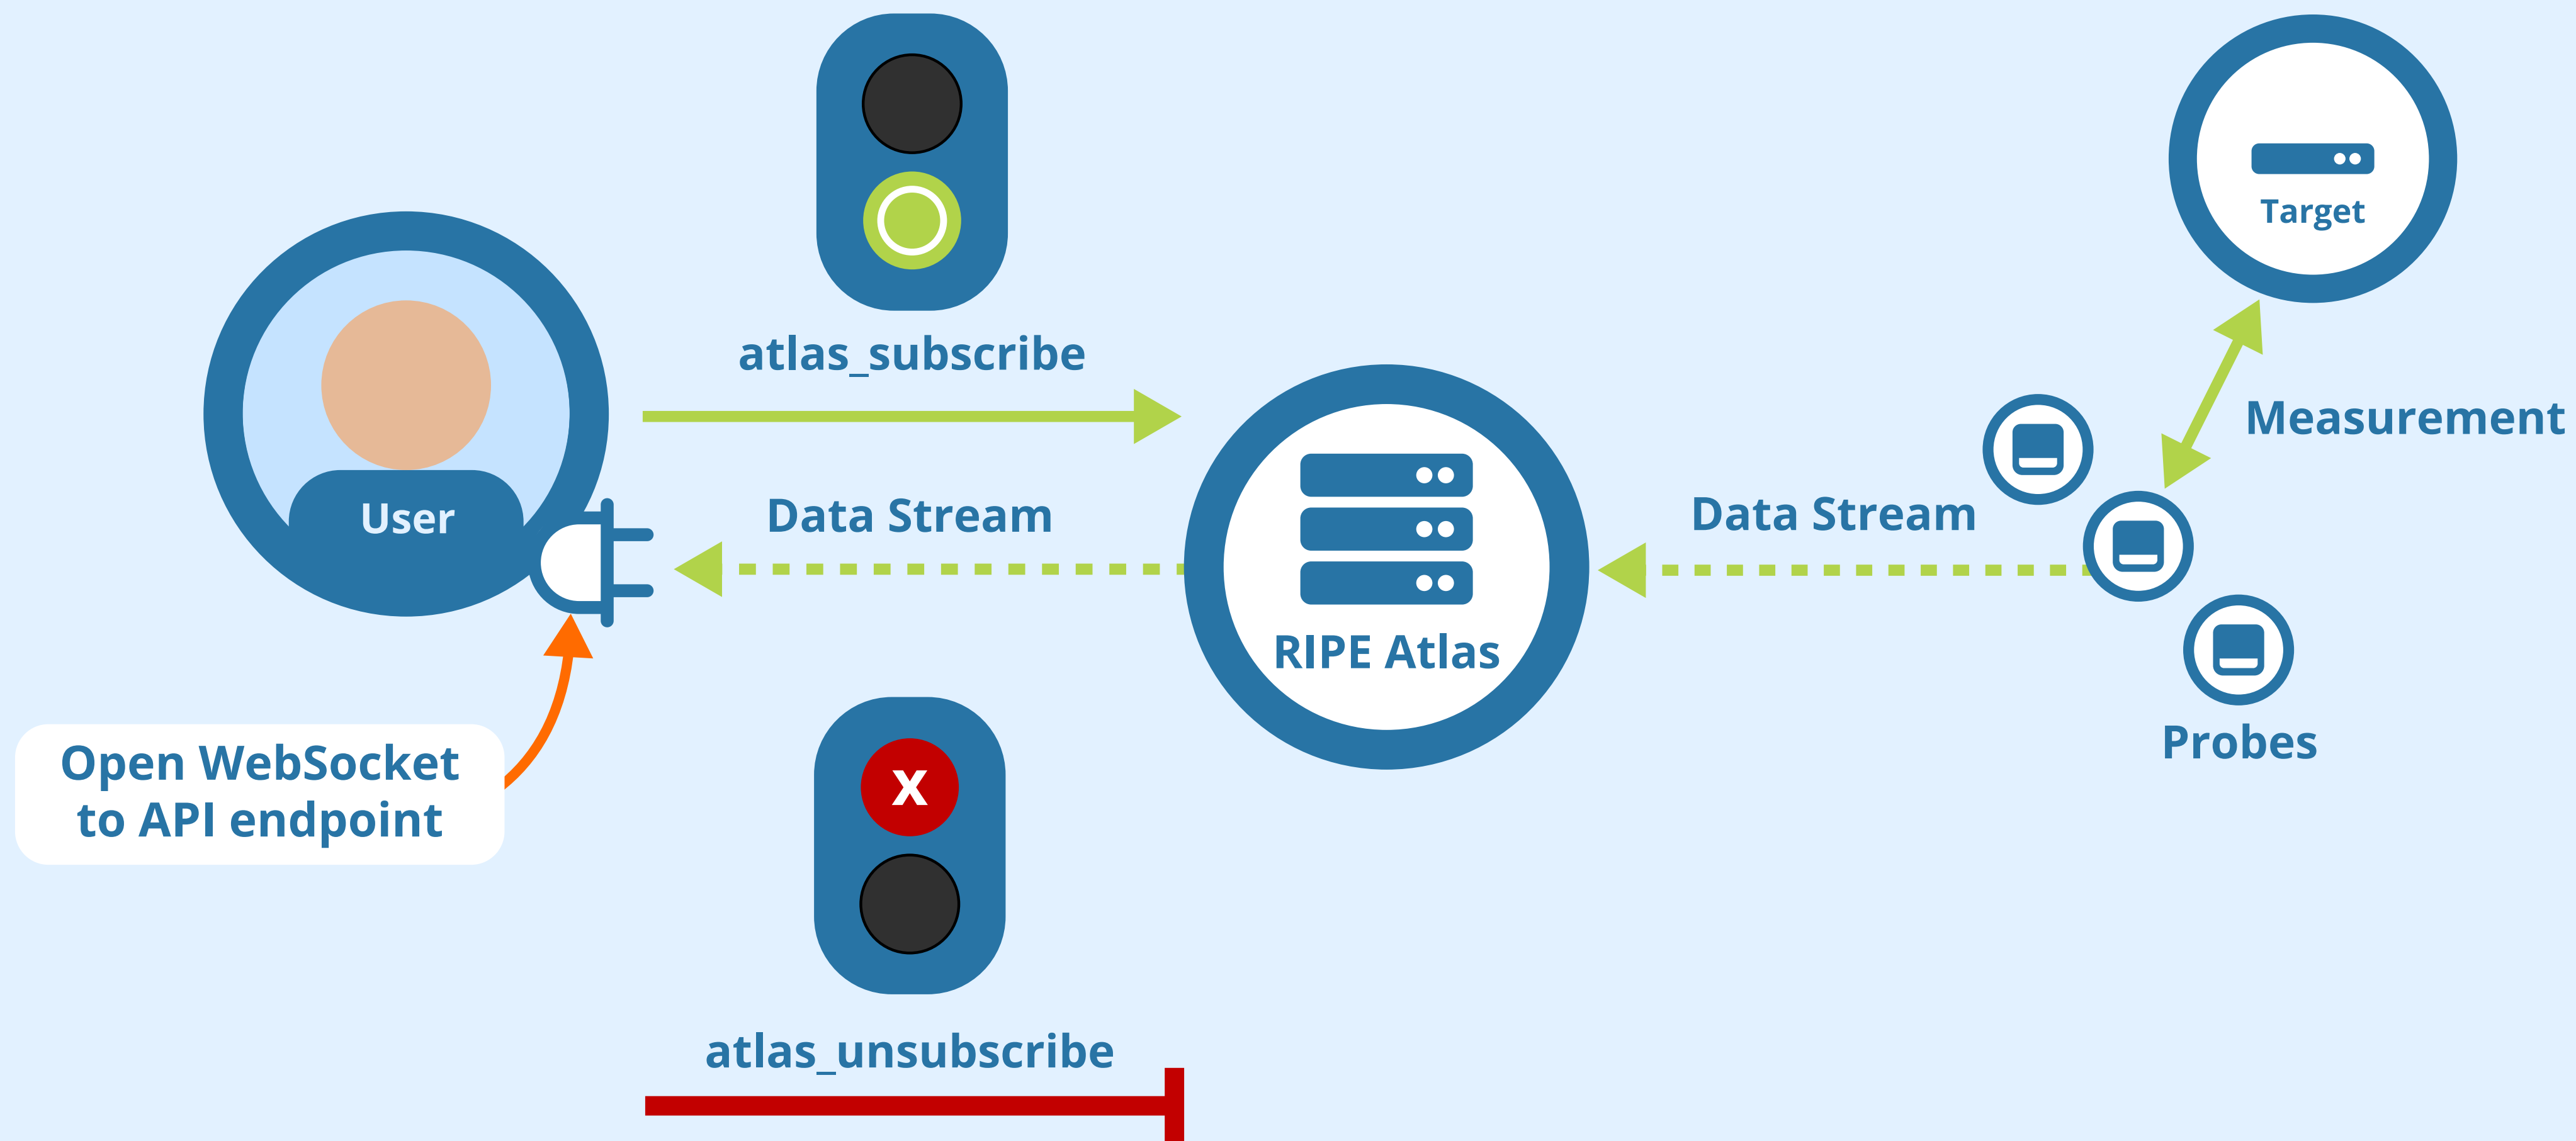 Target
atlas_subscribe
Measurement
User
Data Stream
Data Stream
RIPE Atlas
Probes
Open WebSocket
to API endpoint
x
atlas_unsubscribe